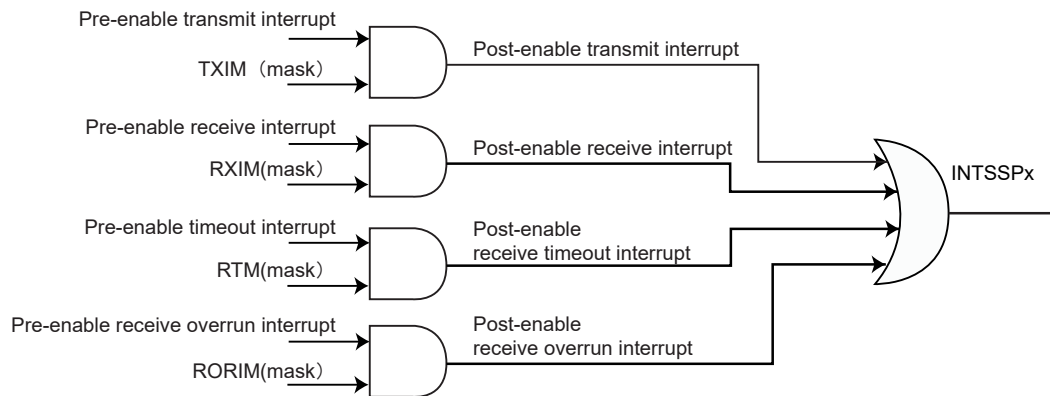 Pre-enable transmit interrupt
TXIM（mask）
Post-enable transmit interrupt
Pre-enable receive interrupt
RXIM(mask）
Post-enable receive interrupt
INTSSPx
Pre-enable timeout interrupt
RTM(mask）
Post-enable
receive timeout interrupt
Pre-enable receive overrun interrupt
RORIM(mask）
Post-enable
receive overrun interrupt